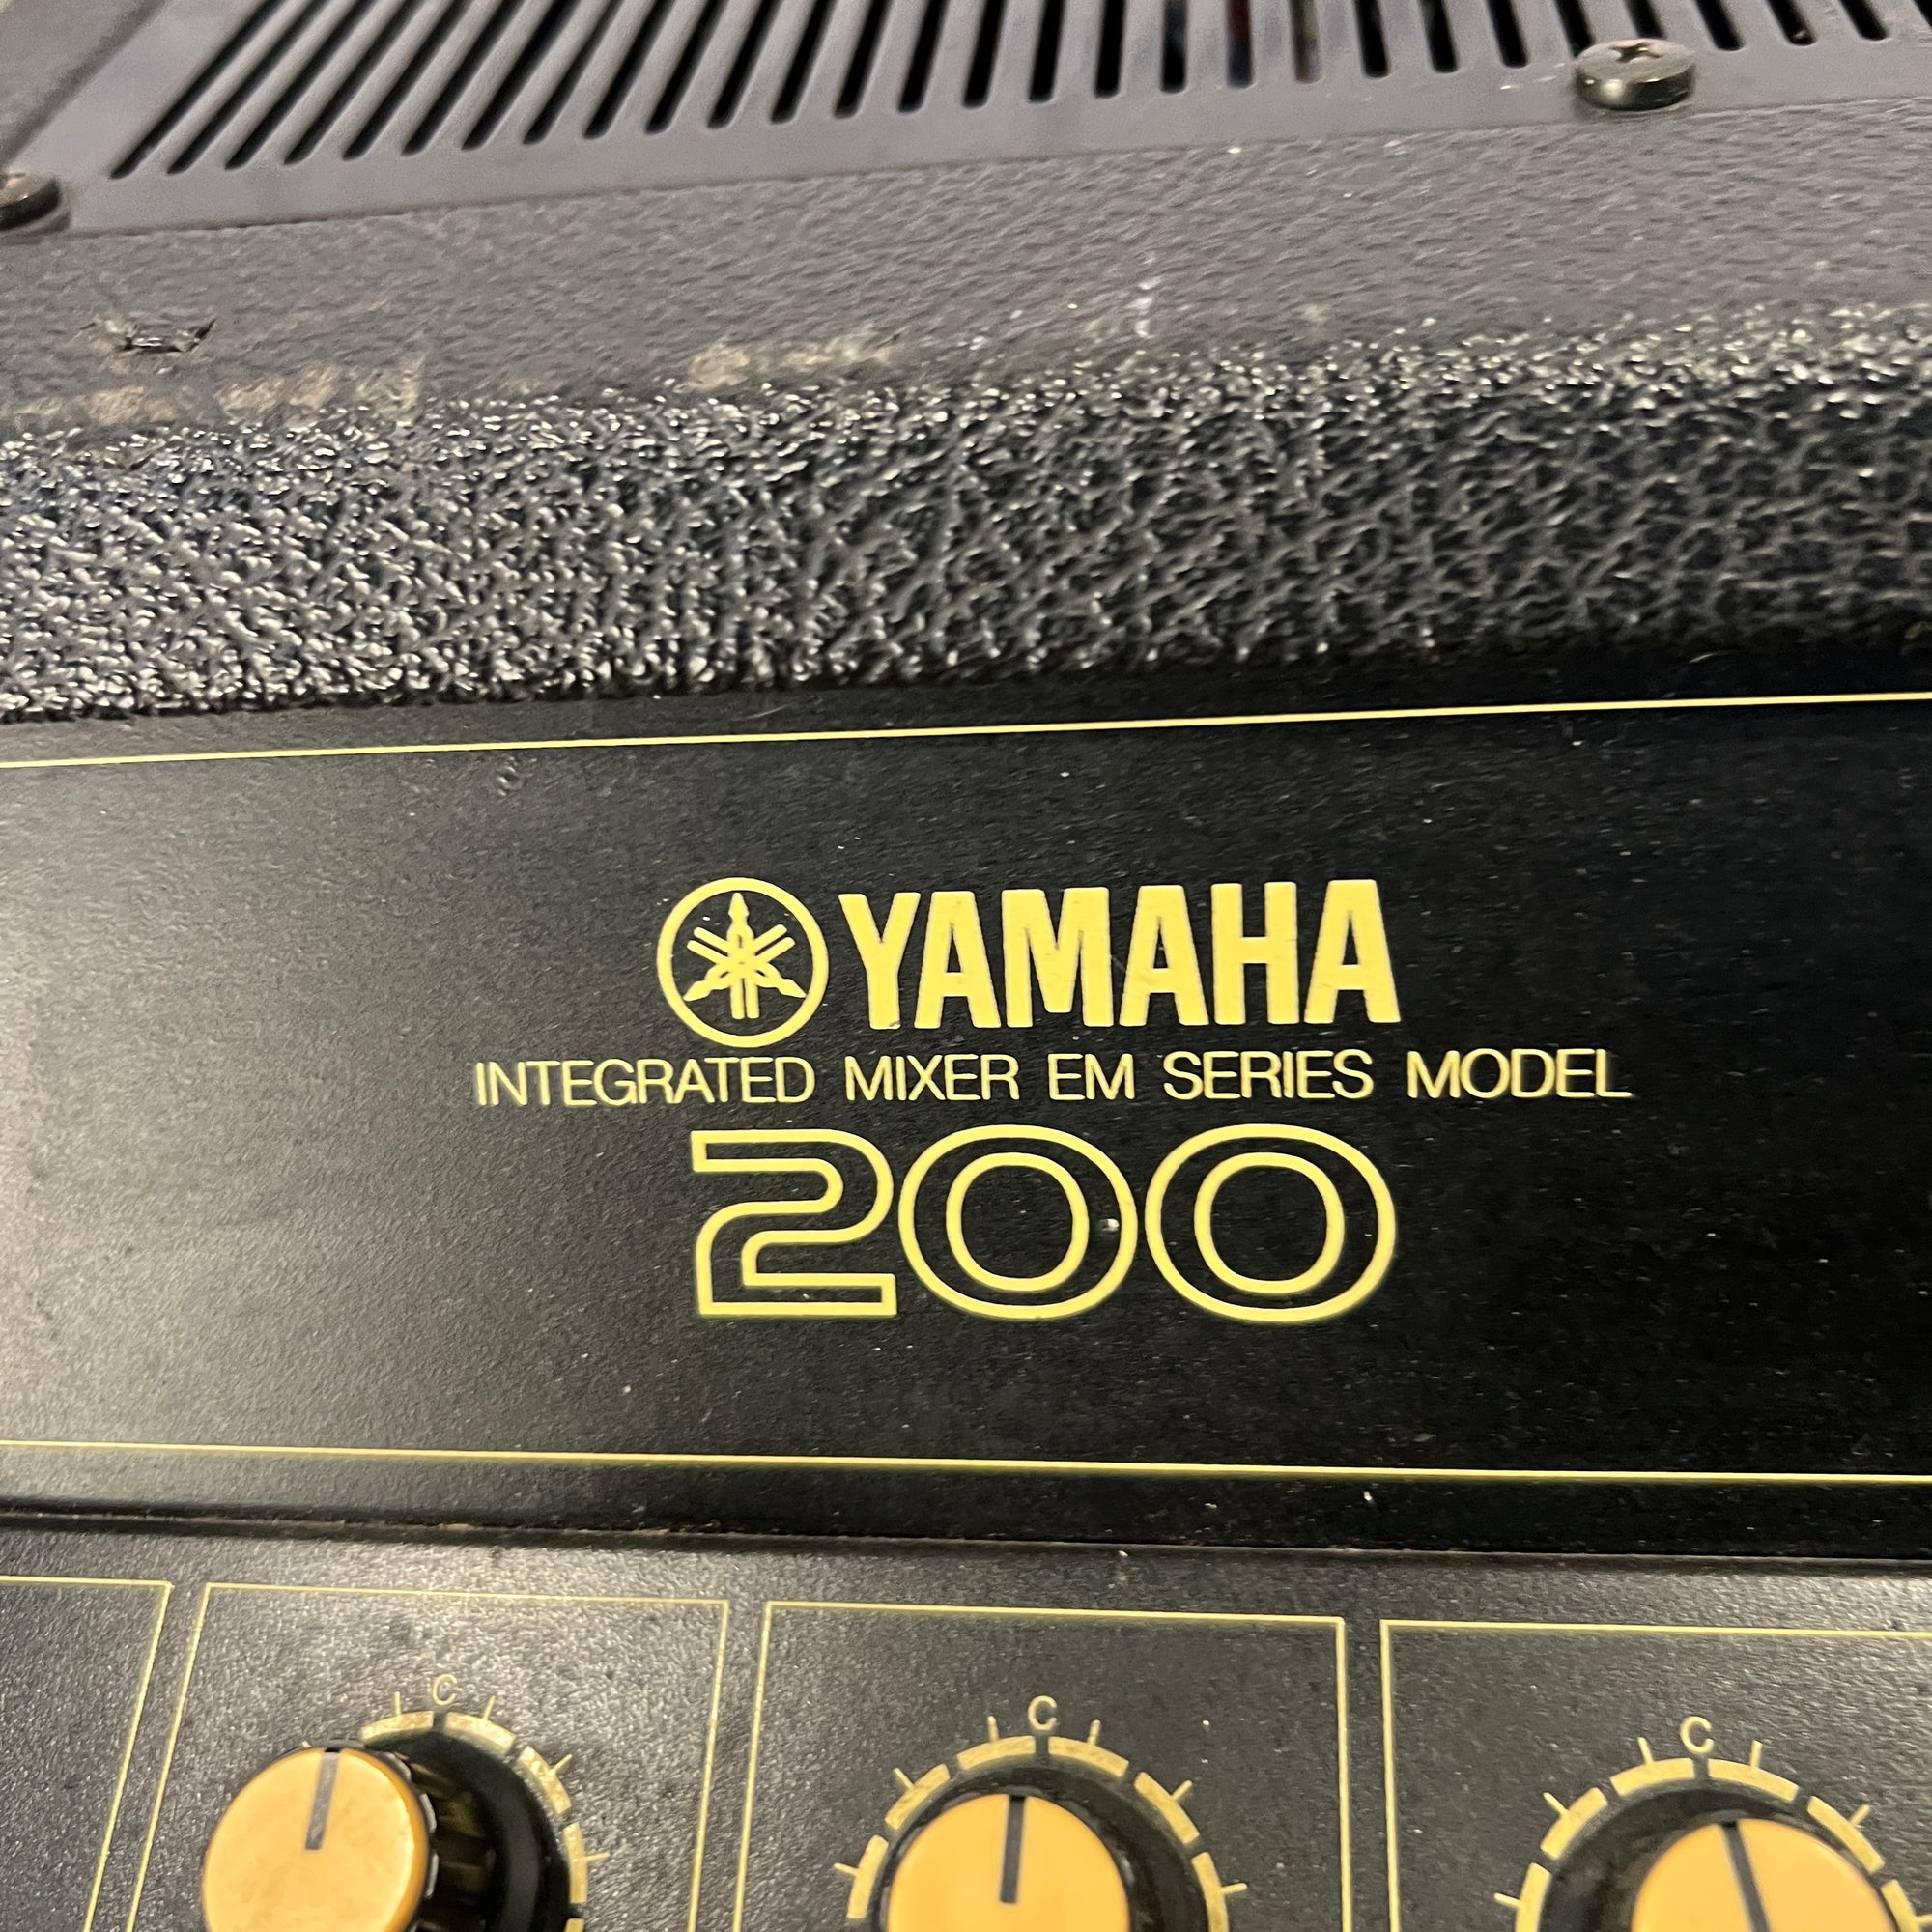 YAMAHA
INTEGRATED MIXER EM SERIES MODEL
200
C C C